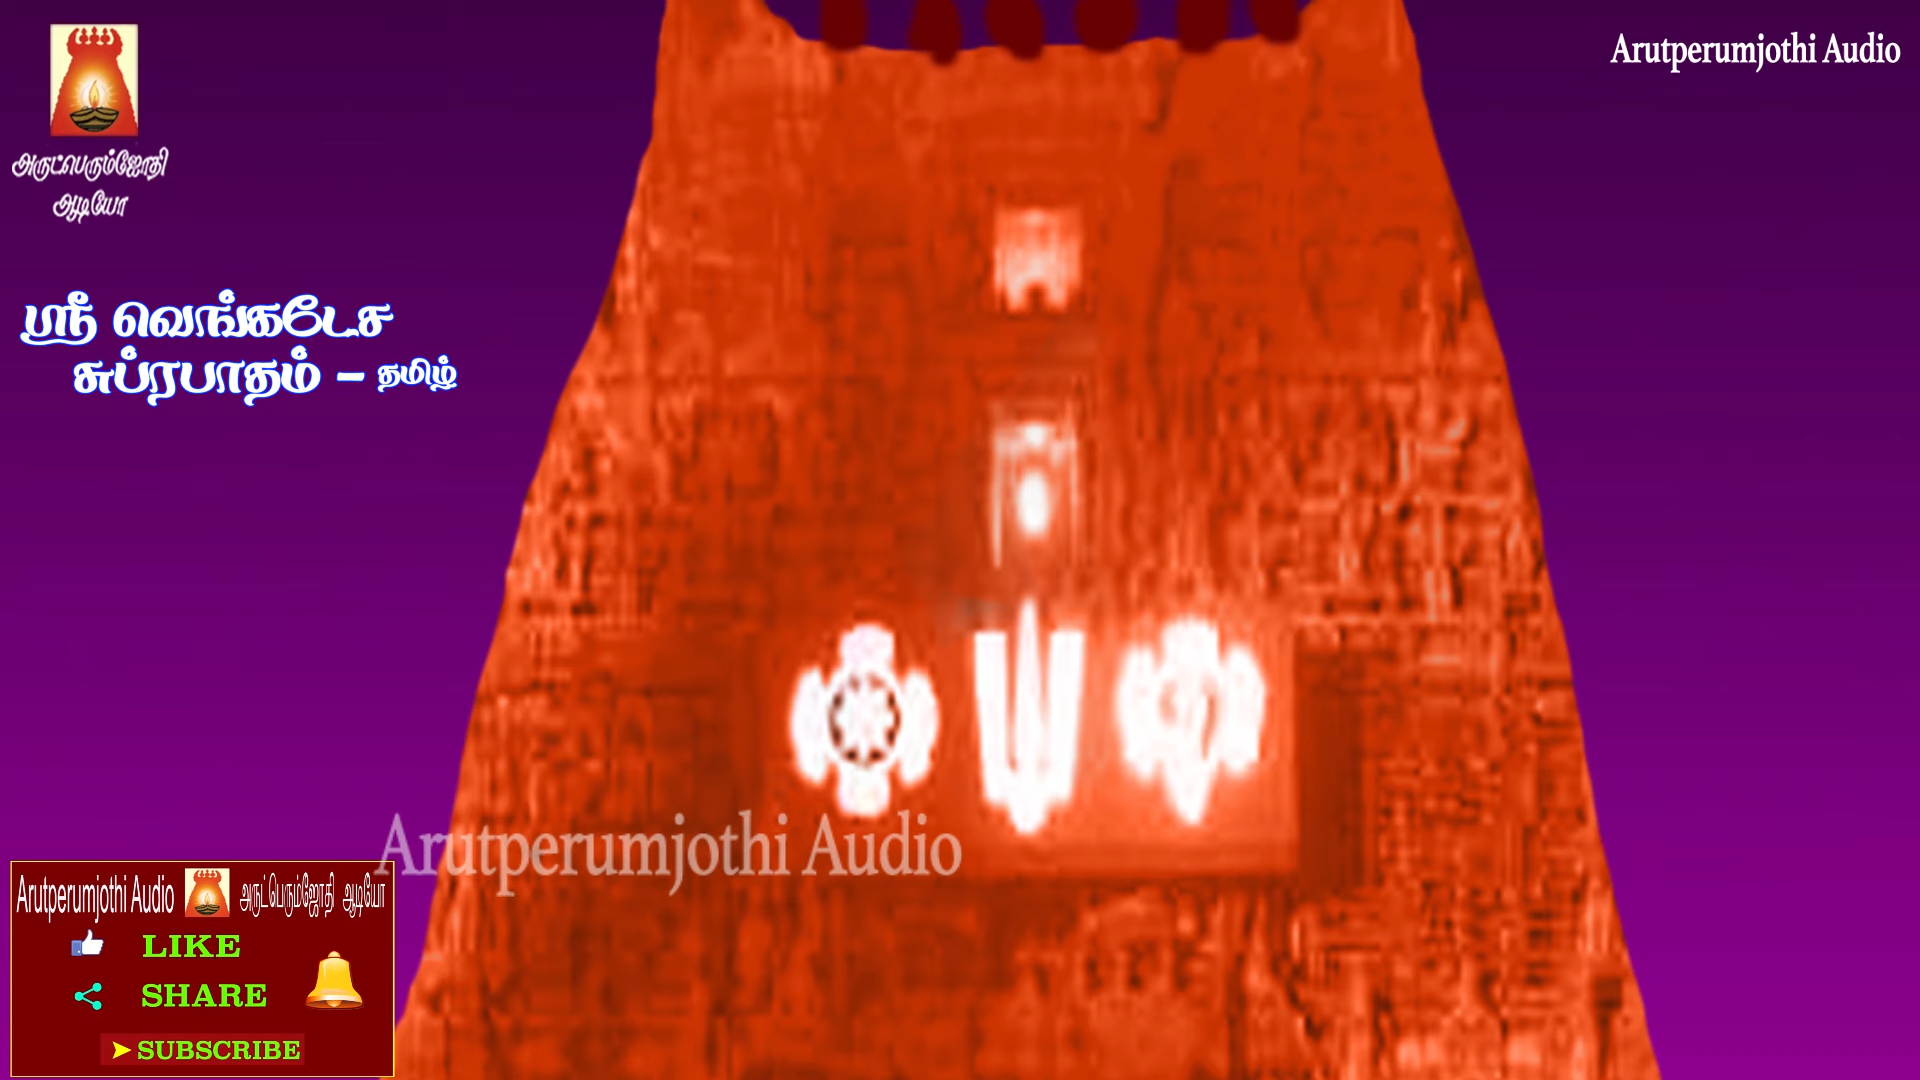 Arutperumjothi Audio
அருட்பெரும்ஜோதி
ஆடியோ
ஸ்ரீ வெங்கடேச
சுப்ரபாதம் – தமிழ்
Arutperumjothi Audio
Arutperumjothi Audio அருட்பெரும்ஜோதி ஆடியோ
LIKE
SHARE
SUBSCRIBE